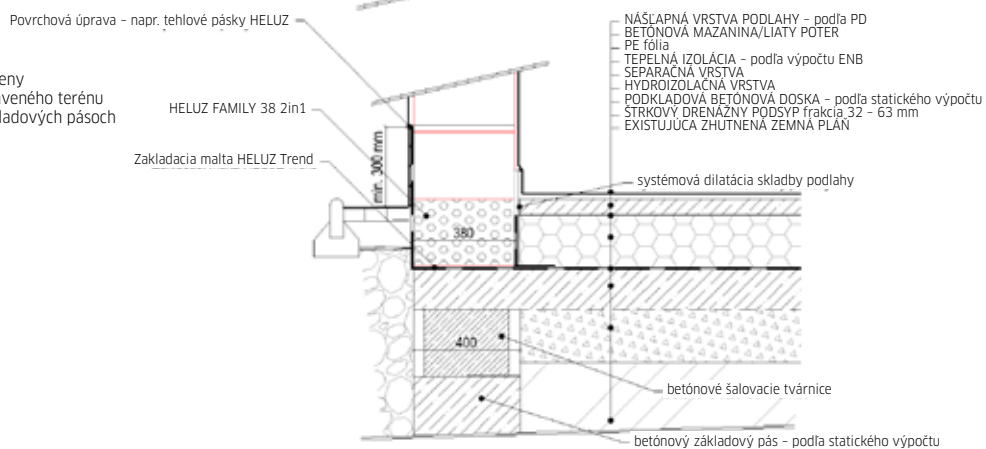 Povrchová úprava – napr. tehlové pásky HELUZ
eny
aveného terénu
ladových pásoch
HELUZ FAMILY 38 2in1
Zakladacia malta HELUZ Trend
min. 300 mm
380
400
NÁŠĽAPNÁ VRSTVA PODLAHY – podľa PD
BETÓNOVÁ MAZANINA/LIATY POTER
PE fólia
TEPELNÁ IZOLÁCIA – podľa výpočtu ENB
SEPARAČNÁ VRSTVA
HYDROIZOLAČNÁ VRSTVA
PODKLADOVÁ BETÓNOVÁ DOSKA – podľa statického výpočtu
ŠTRKOVÝ DRENÁŽNY PODSYP frakcia 32 – 63 mm
EXISTUJÚCA ZHUTNENÁ ZEMNÁ PLÁŇ
systémová dilatácia skladby podlahy
betónové šalovacie tvárnice
betónový základový pás – podľa statického výpočtu